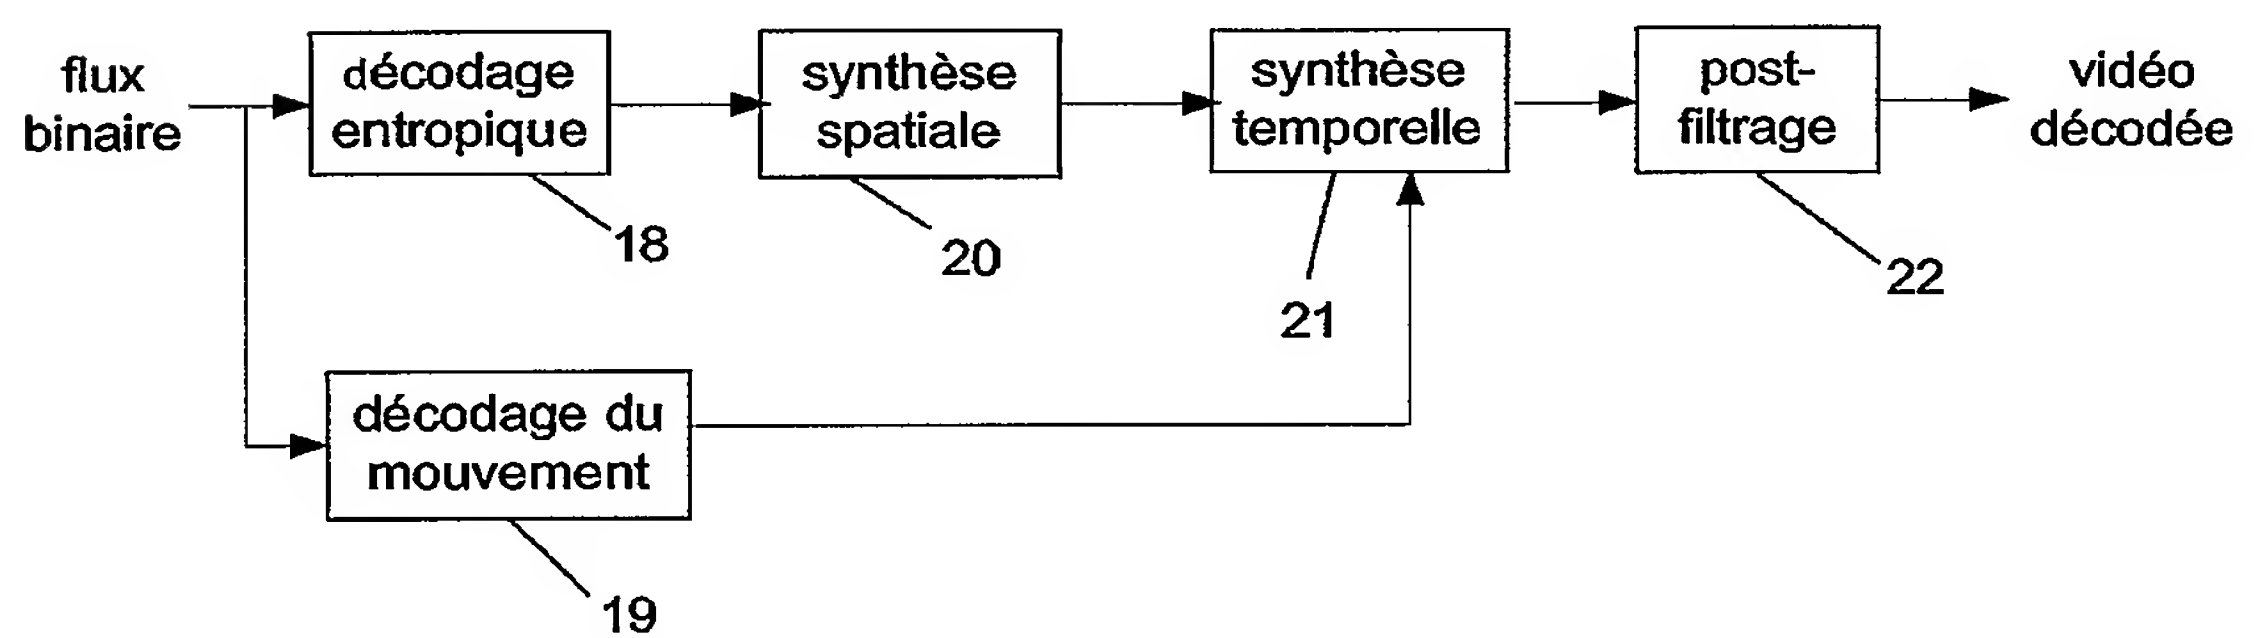 flux
binaire
décodage
entropique
synthèse
spatiale
synthèse
temporelle
post-
filtrage
vidéo
décodée
18
20
21
22
décodage du
mouvement
19